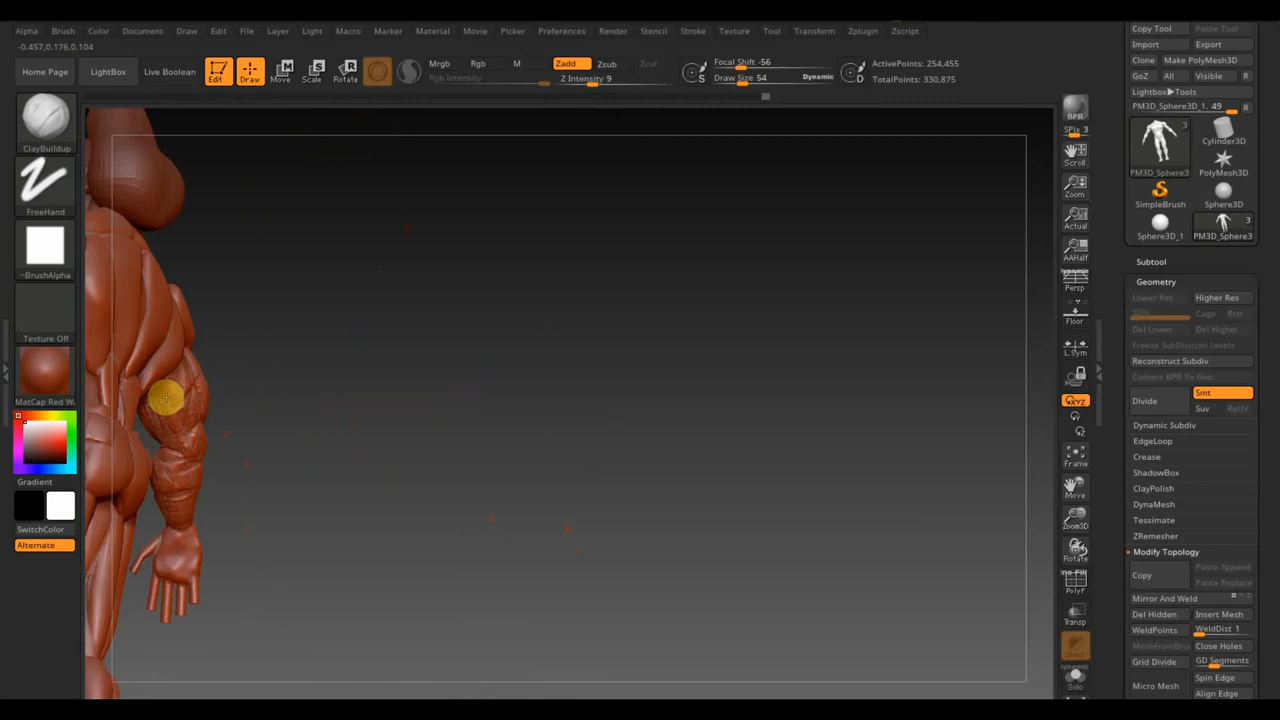 Alpha Brush Color Document Draw Edit File Layer Light Macro Marker Material Movie Picker Preferences Render Stencil Stroke Texture Tool Transform Zplugin Zscript
-0.457,0.176,0.104
Home Page LightBox Live Boolean Edit Draw Move Scale Rotate
Mrgb Rgb M Zadd Zsub Zcut
Rgb Intensity Z Intensity 9
S Focal Shift -56
Draw Size 54 Dynamic D
ActivePoints: 254,455
TotalPoints: 330,875
ClayBuildup
FreeHand
~BrushAlpha
Texture Off
MatCap Red W
Gradient
SwitchColor
Alternate
BPR
SPix 3
Scroll
Zoom
Actual
AAHalf
Dynamic
Persp
Floor
L.Sym
XYZ
Y
Z
Frame
Move
Zoom3D
Rotate
PolyF
Transp
Dynamic
Solo
Copy Tool Paste Tool
Import Export
Clone Make PolyMesh3D
GoZ All Visible R
Lightbox▶Tools
PM3D_Sphere3D_1. 49 R
3
PM3D_Sphere3
Cylinder3D
PolyMesh3D
SimpleBrush Sphere3D
3
Sphere3D_1 PM3D_Sphere3
Subtool
Geometry
Lower Res Higher Res
SDiv Cage Rstr
Del Lower Del Higher
Freeze SubDivision Levels
Reconstruct Subdiv
Convert BPR To Geo
Divide Smt
Suv ReUV
Dynamic Subdiv
EdgeLoop
Crease
ShadowBox
ClayPolish
DynaMesh
Tessimate
ZRemesher
Modify Topology
Copy Paste Append
Paste Replace
Mirror And Weld
Del Hidden Insert Mesh
WeldPoints WeldDist 1
MeshFromBru Close Holes
Grid Divide GD Segments
Micro Mesh Spin Edge
Align Edge